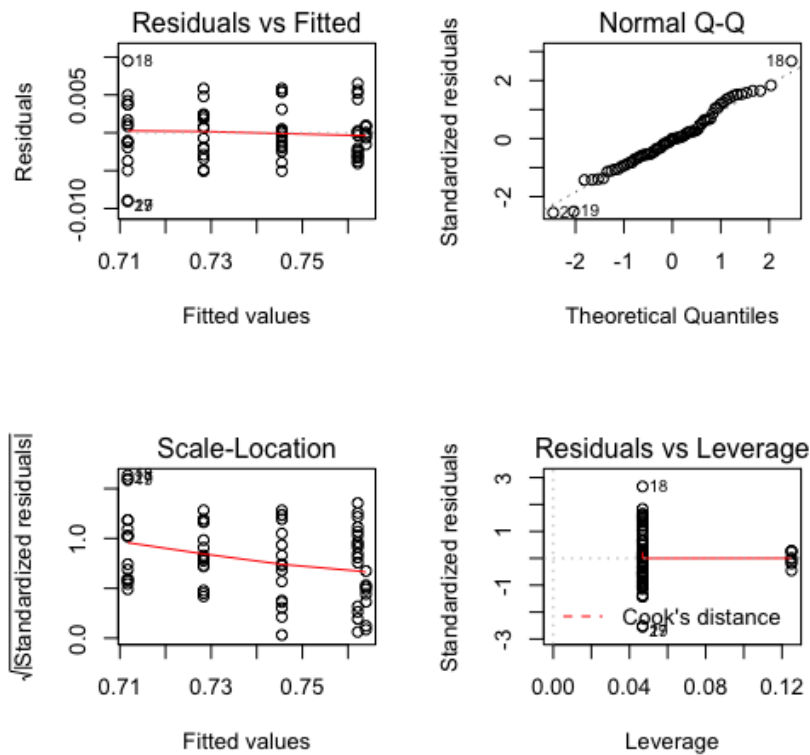 Residuals vs Fitted
Residuals
-0.010
0.005
18
0.71
0.73
0.75
Fitted values
Normal Q-Q
Standardized residuals
-2
0
2
18
19
-2
-1
0
1
2
Theoretical Quantiles
Scale-Location
√|Standardized residuals|
0.0
1.0
0.71
0.73
0.75
Fitted values
Residuals vs Leverage
Standardized residuals
-3
-1
1
3
18
Cook's distance
0.00
0.04
0.08
0.12
Leverage